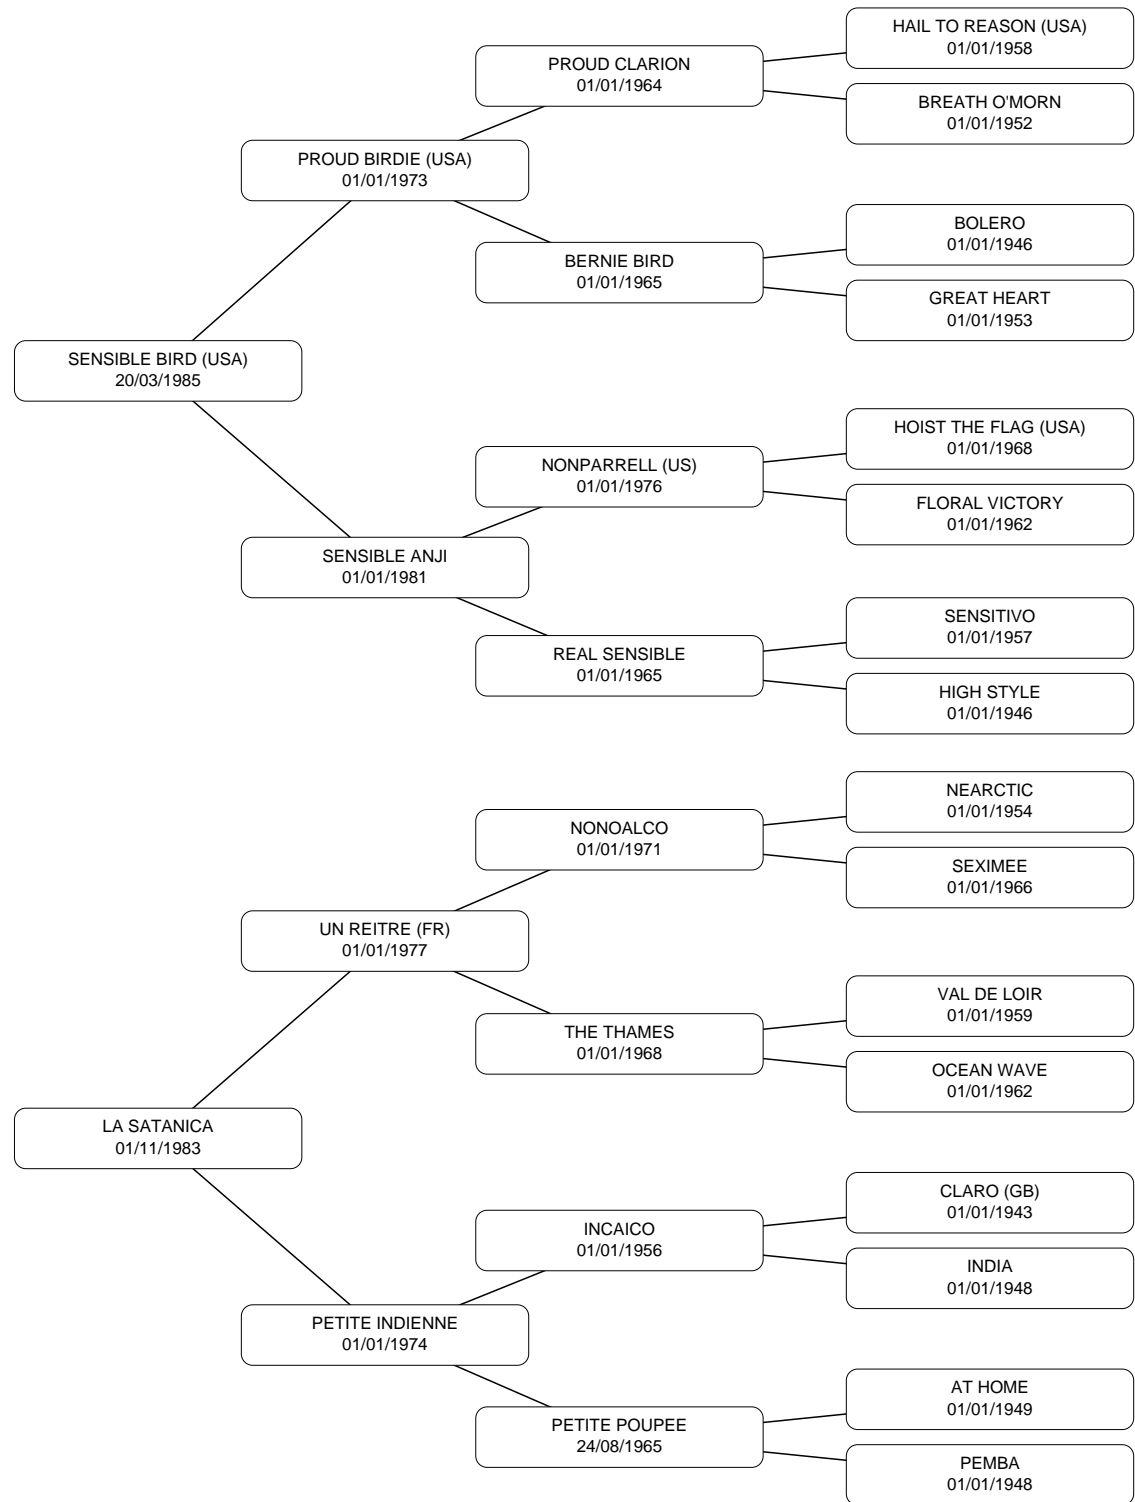 HAIL TO REASON (USA)
01/01/1958
PROUD CLARION
01/01/1964
BREATH O'MORN
01/01/1952
PROUD BIRDIE (USA)
01/01/1973
BOLERO
01/01/1946
BERNIE BIRD
01/01/1965
GREAT HEART
01/01/1953
SENSIBLE BIRD (USA)
20/03/1985
HOIST THE FLAG (USA)
01/01/1968
NONPARRELL (US)
01/01/1976
FLORAL VICTORY
01/01/1962
SENSIBLE ANJI
01/01/1981
SENSITIVO
01/01/1957
REAL SENSIBLE
01/01/1965
HIGH STYLE
01/01/1946
NEARCTIC
01/01/1954
NONOALCO
01/01/1971
SEXIMEE
01/01/1966
UN REITRE (FR)
01/01/1977
VAL DE LOIR
01/01/1959
THE THAMES
01/01/1968
OCEAN WAVE
01/01/1962
LA SATANICA
01/11/1983
CLARO (GB)
01/01/1943
INCAICO
01/01/1956
INDIA
01/01/1948
PETITE INDIENNE
01/01/1974
AT HOME
01/01/1949
PETITE POUPEE
24/08/1965
PEMBA
01/01/1948